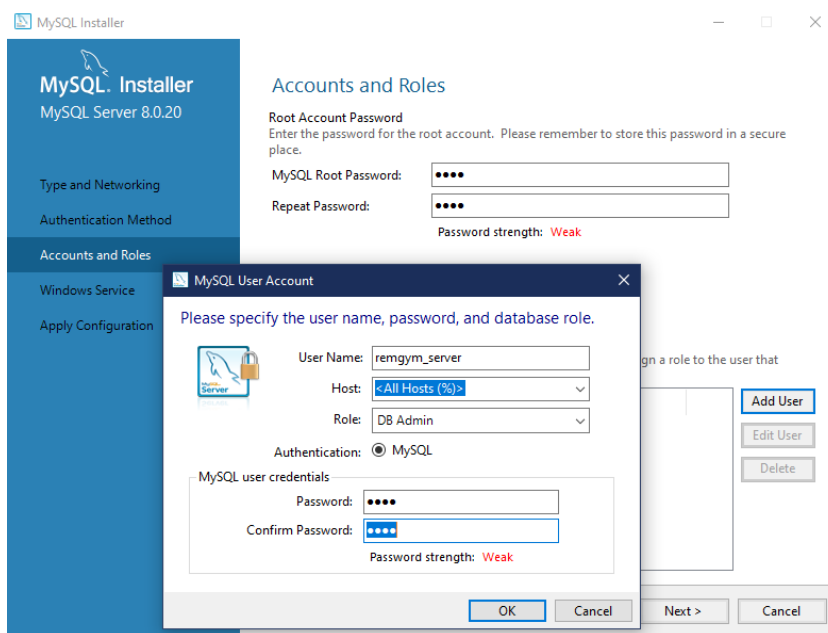 MySQL Installer
MySQL. Installer
MySQL Server 8.0.20
Type and Networking
Authentication Method
Accounts and Roles
Windows Service
Apply Configuration
Accounts and Roles
Root Account Password
Enter the password for the root account. Please remember to store this password in a secure
place.
MySQL Root Password: ●●●●
Repeat Password: ●●●●
Password strength: Weak
gn a role to the user that
Add User
Edit User
Delete
MySQL User Account
Please specify the user name, password, and database role.
MySQL
Server
User Name: remgym_server
Host: <All Hosts (%)>
Role: DB Admin
Authentication: MySQL
MySQL user credentials
Password: ●●●●
Confirm Password: ●●●●
Password strength: Weak
OK Cancel
Next > Cancel